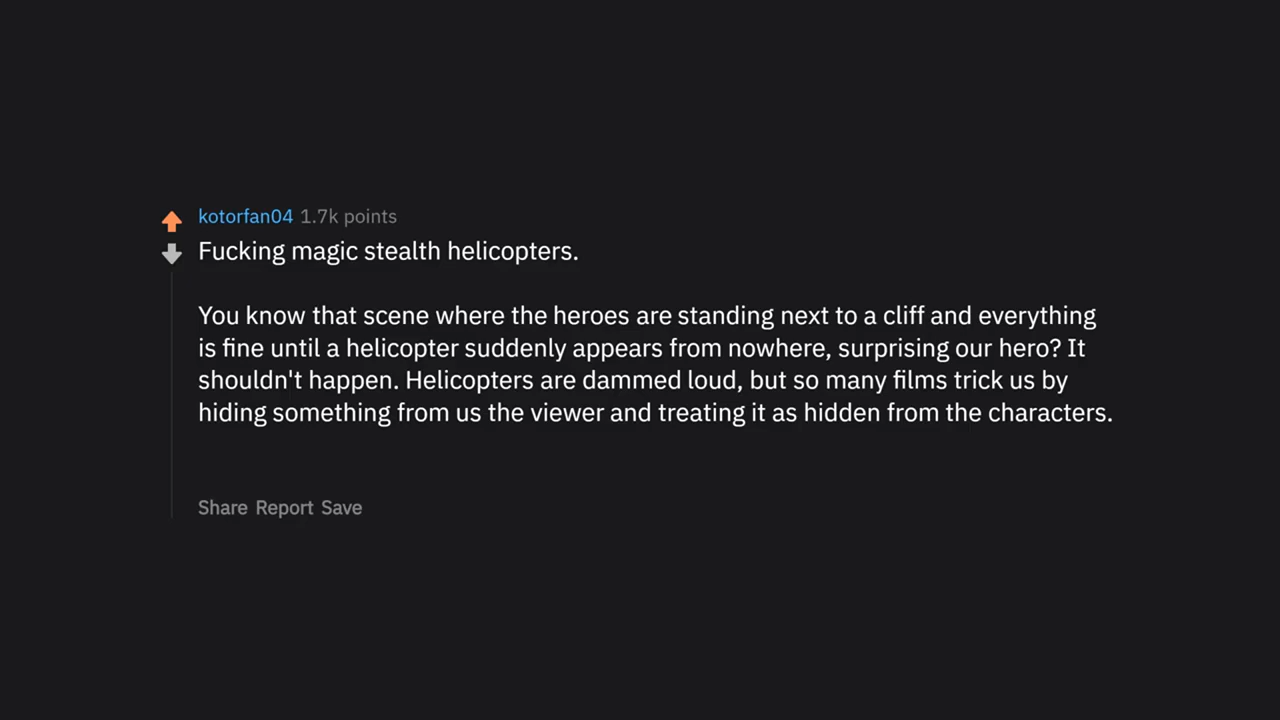 kotorfan04 1.7k points
Fucking magic stealth helicopters.
You know that scene where the heroes are standing next to a cliff and everything
is fine until a helicopter suddenly appears from nowhere, surprising our hero? It
shouldn't happen. Helicopters are dammed loud, but so many films trick us by
hiding something from us the viewer and treating it as hidden from the characters.
Share Report Save